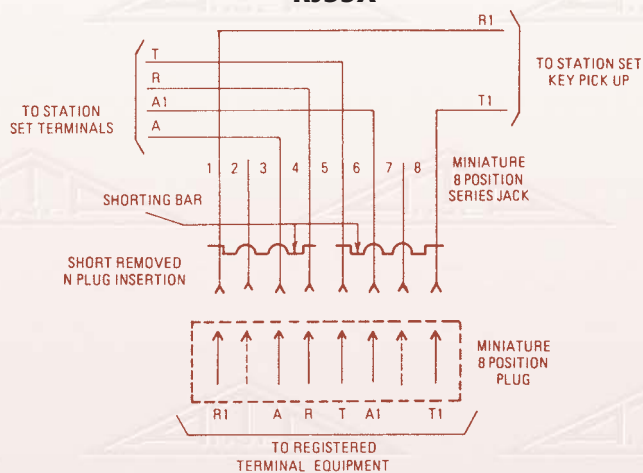 R1
TO STATION SET
KEY PICK UP
T1
T
R
A1
A
TO STATION
SET TERMINALS
1 2 3 4 5 6 7 8
MINIATURE
8 POSITION
SERIES JACK
SHORTING BAR
SHORT REMOVED
N PLUG INSERTION
MINIATURE
8 POSITION
PLUG
R1 A R T A1 T1
TO REGISTERED
TERMINAL EQUIPMENT